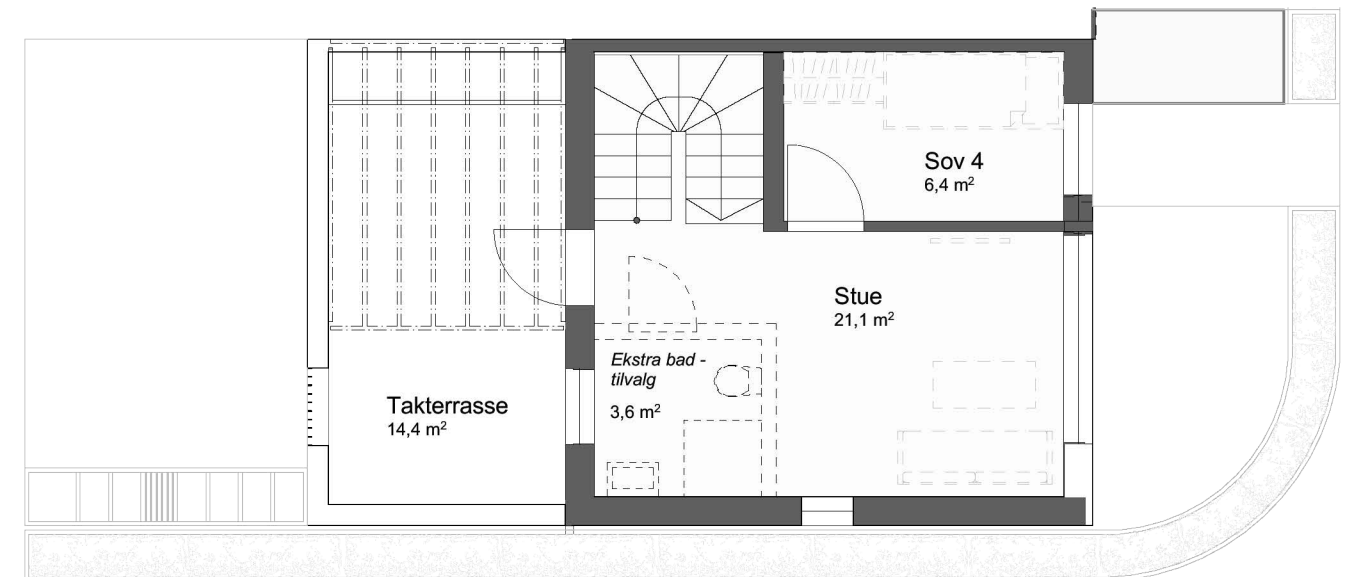 Sov 4
6,4 m²
Stue
21,1 m²
Ekstra bad -
tilvalg
3,6 m²
Takterrasse
14,4 m²